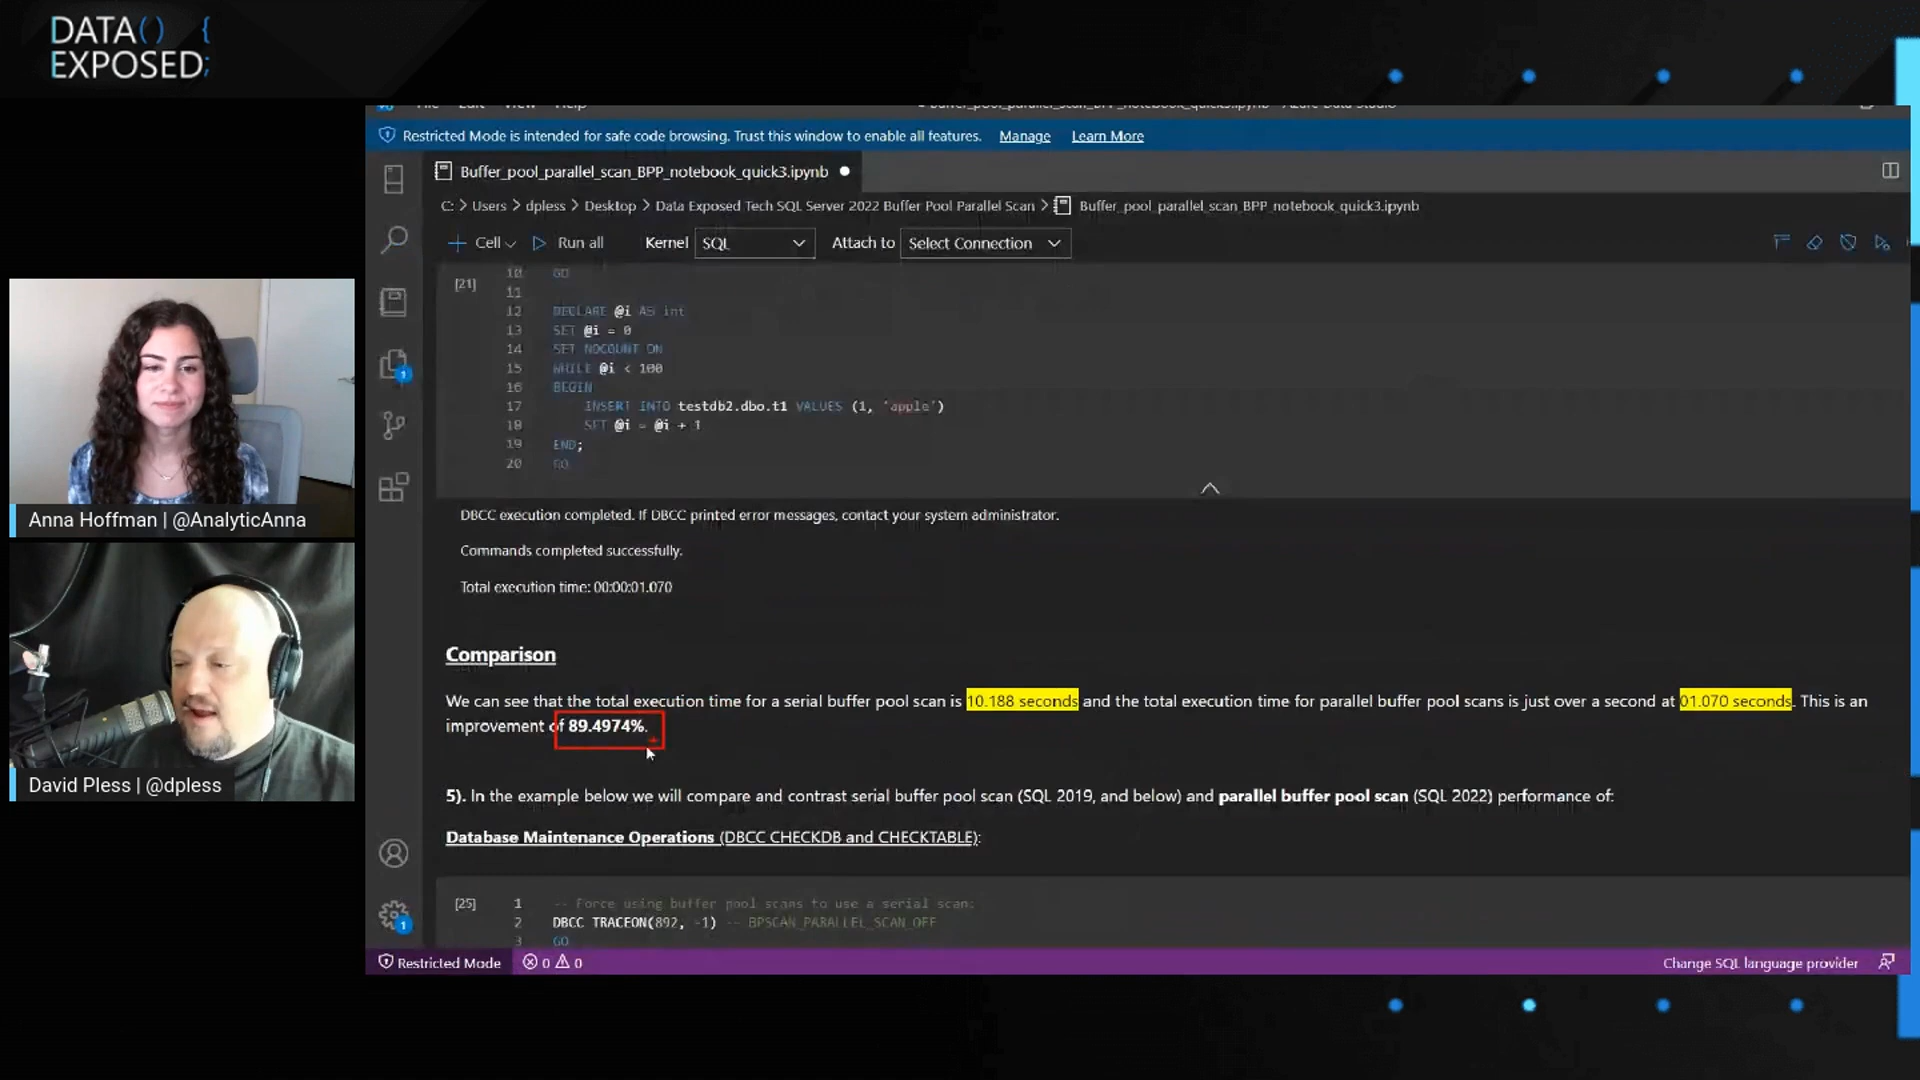 DATA() {
EXPOSED;
Restricted Mode is intended for safe code browsing. Trust this window to enable all features. Manage Learn More
Buffer_pool_parallel_scan_BPP_notebook_quick3.ipynb
C: > Users > dpless > Desktop > Data Exposed Tech SQL Server 2022 Buffer Pool Parallel Scan > Buffer_pool_parallel_scan_BPP_notebook_quick3.ipynb
Cell Run all Kernel SQL Attach to Select Connection
[21]
10 GO
11
12 DECLARE @i AS int
13 SET @i = 0
14 SET NOCOUNT ON
15 WHILE @i < 100
16 BEGIN
17 INSERT INTO testdb2.dbo.t1 VALUES (1, 'apple')
18 SET @i = @i + 1
19 END;
20 GO
DBCC execution completed. If DBCC printed error messages, contact your system administrator.
Commands completed successfully.
Total execution time: 00:00:01.070
Comparison
We can see that the total execution time for a serial buffer pool scan is 10.188 seconds and the total execution time for parallel buffer pool scans is just over a second at 01.070 seconds. This is an
improvement of 89.4974%.
5). In the example below we will compare and contrast serial buffer pool scan (SQL 2019, and below) and parallel buffer pool scan (SQL 2022) performance of:
Database Maintenance Operations (DBCC CHECKDB and CHECKTABLE):
[25] 1 -- Force using buffer pool scans to use a serial scan:
2 DBCC TRACEON(892, -1) -- BPSCAN_PARALLEL_SCAN_OFF
3 GO
1
1
Restricted Mode 0 0 Change SQL language provider
Anna Hoffman | @AnalyticAnna
David Pless | @dpless